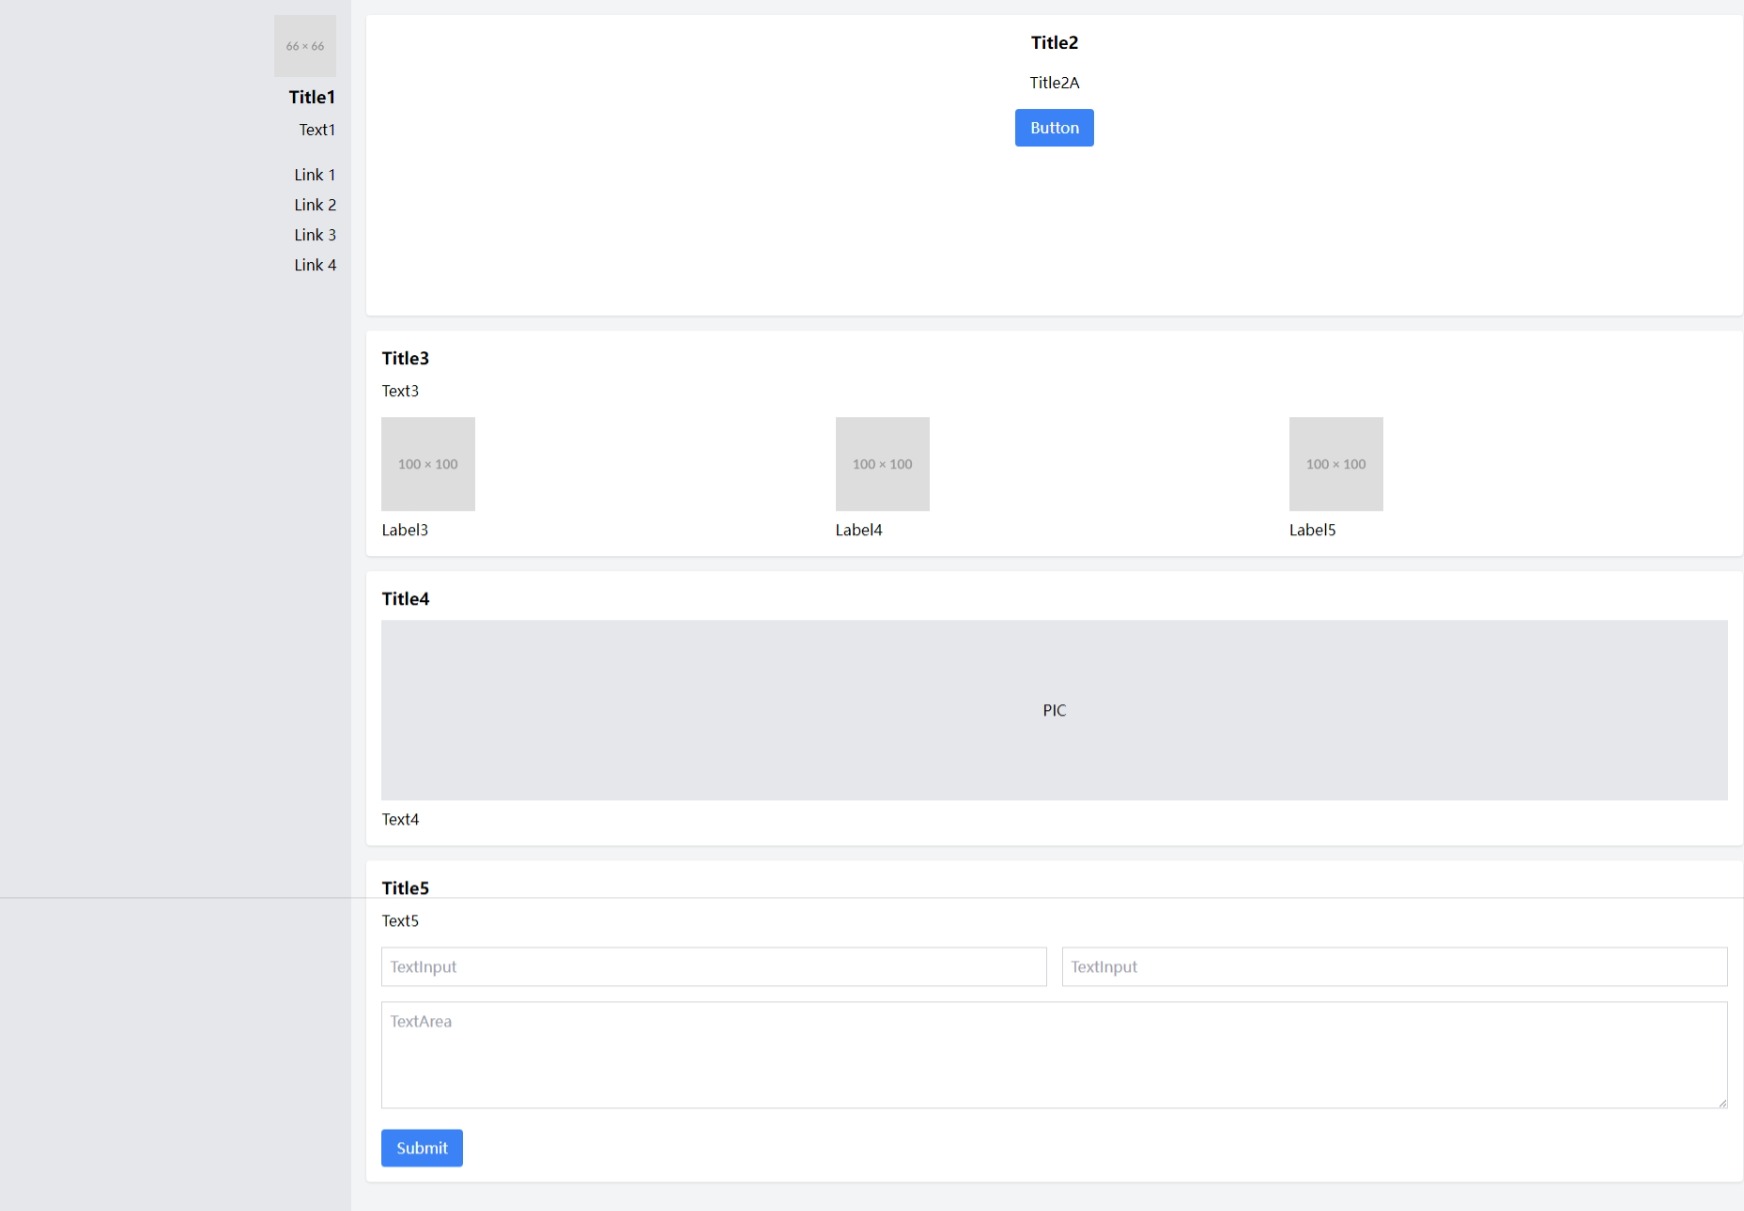 66 × 66
Title1
Text1
Link 1
Link 2
Link 3
Link 4
Title2
Title2A
Button
Title3
Text3
100 × 100
100 × 100
100 × 100
Label3
Label4
Label5
Title4
PIC
Text4
Title5
Text5
TextInput
TextInput
TextArea
Submit